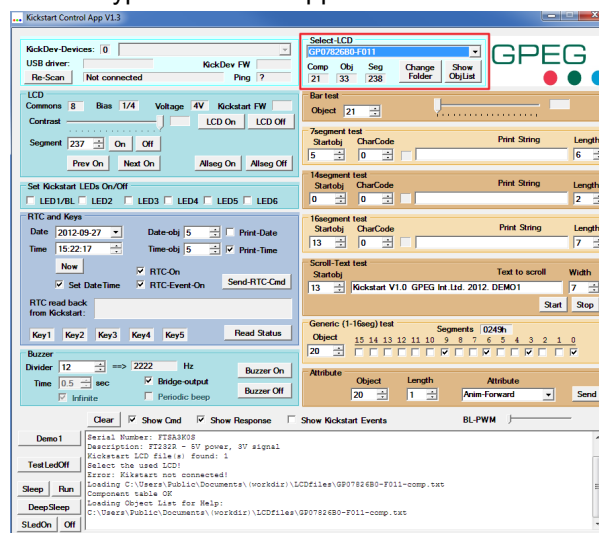 Kickstart Control App V1.3
KickDev-Devices: 0
USB driver:
KickDev FW
Re-Scan Not connected Ping ?
Select-LCD
GP07826B0-F011
Comp Obj Seg
21 33 238
Change Folder
Show ObjList
GPEG
LCD
Commons 8 Bias 1/4 Voltage 4V Kickstart FW
Contrast LCD On LCD Off
Segment 237 On Off
Prev On Next On Allseg On Allseg Off
Set Kickstart LEDs On/Off
LED1/BL LED2 LED3 LED4 LED5 LED6
RTC and Keys
Date 2012-09-27 Date-obj 5 Print-Date
Time 15:22:17 Time-obj 5 Print-Time
Now RTC-On
Set DateTime RTC-Event-On Send-RTC-Cmd
RTC read back
from Kickstart:
Key1 Key2 Key3 Key4 Key5 Read Status
Buzzer
Divider 12 ==> 2222 Hz Buzzer On
Time 0.5 sec Bridge-output Buzzer Off
Infinite Periodic beep
Bar test
Object 21
7segment test
Startobj CharCode Print String Length
5 0 6
14segment test
Startobj CharCode Print String Length
0 0 2
16segment test
Startobj CharCode Print String Length
13 0 7
Scroll-Text test
Startobj Text to scroll Width
13 Kickstart V1.0 GPEG Int.Ltd. 2012. DEMO1 7
Start Stop
Generic (1-16seg) test
Object Segments 0249h
15 14 13 12 11 10 9 8 7 6 5 4 3 2 1 0
20
Attribute
Object Length Attribute
20 1 Anim-Forward Send
Clear Show Cmd Show Response Show Kickstart Events BL-PWM
Demo1
TestLedOff
Sleep Run
DeepSleep
SLedOn Off
Serial Number: FTSA3K0S
Description: FT232R - 5V power, 3V signal
Kickstart LCD file(s) found: 1
Select the used LCD!
Error: Kikstart not connected!
Loading C:\Users\Public\Documents\(workdir)\LCDfiles\GP07826B0-F011-comp.txt
Component table OK
Loading Object List for Help:
C:\Users\Public\Documents\(workdir)\LCDfiles\GP07826B0-F011-comp.txt